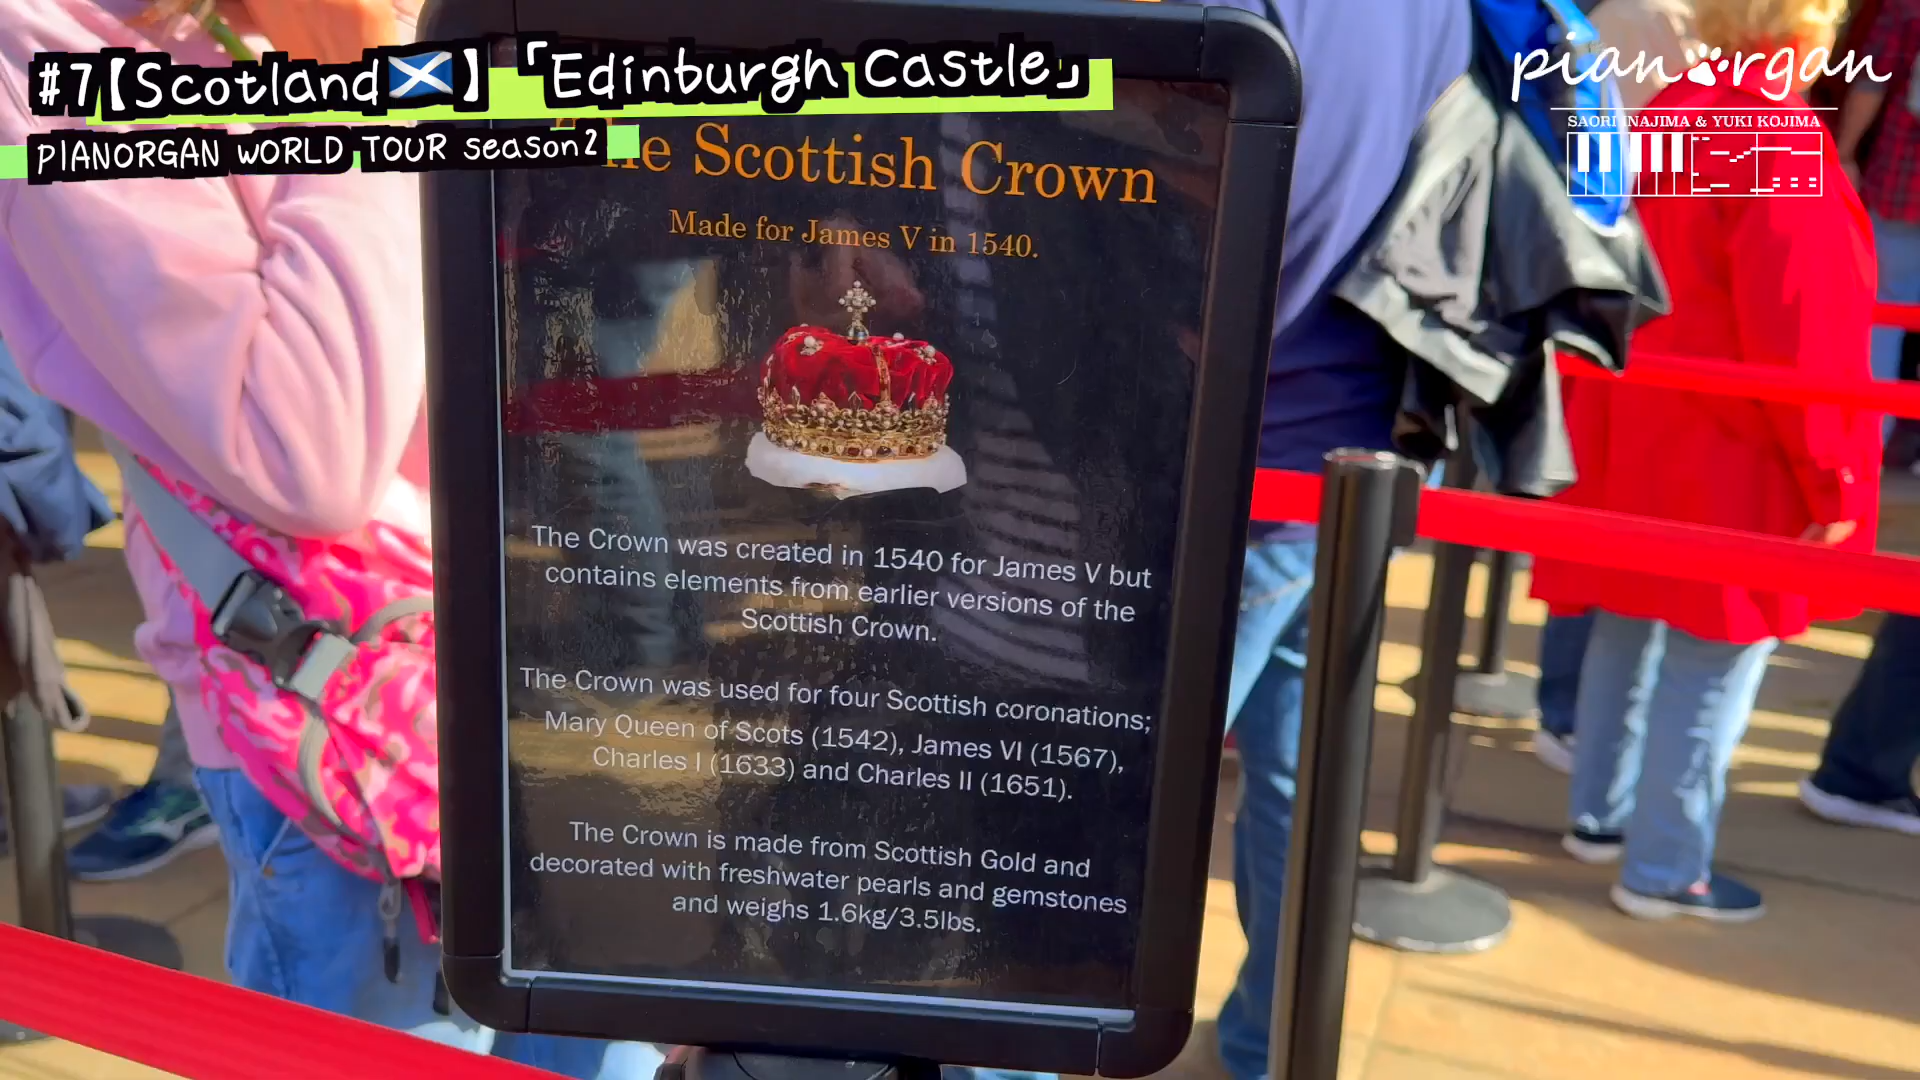 #7【Scotland🏴󠁧󠁢󠁳󠁣󠁴󠁿】「Edinburgh Castle」
PIANORGAN WORLD TOUR season2
pianorgan
SAORI INAJIMA & YUKI KOJIMA
The Scottish Crown
Made for James V in 1540.
The Crown was created in 1540 for James V but
contains elements from earlier versions of the
Scottish Crown.
The Crown was used for four Scottish coronations;
Mary Queen of Scots (1542), James VI (1567),
Charles I (1633) and Charles II (1651).
The Crown is made from Scottish Gold and
decorated with freshwater pearls and gemstones
and weighs 1.6kg/3.5lbs.